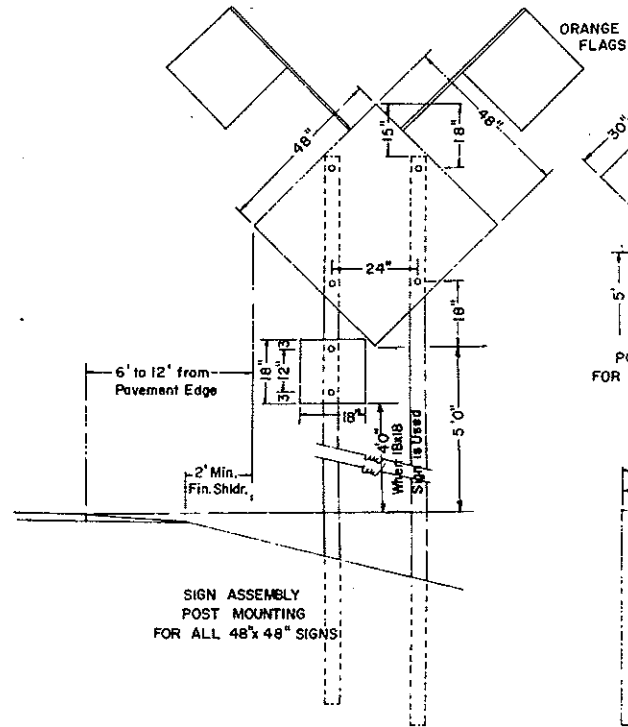 ORANGE
FLAGS
48"
15"
18"
48"
30"
24"
18"
5'
18"
3
12"
3
18"
4'0"
When 18x18
Sign is Used
5'0"
6' to 12' from
Pavement Edge
2' Min.
Fin. Shldr.
PO
FOR
SIGN ASSEMBLY
POST MOUNTING
FOR ALL 48"x 48" SIGNS